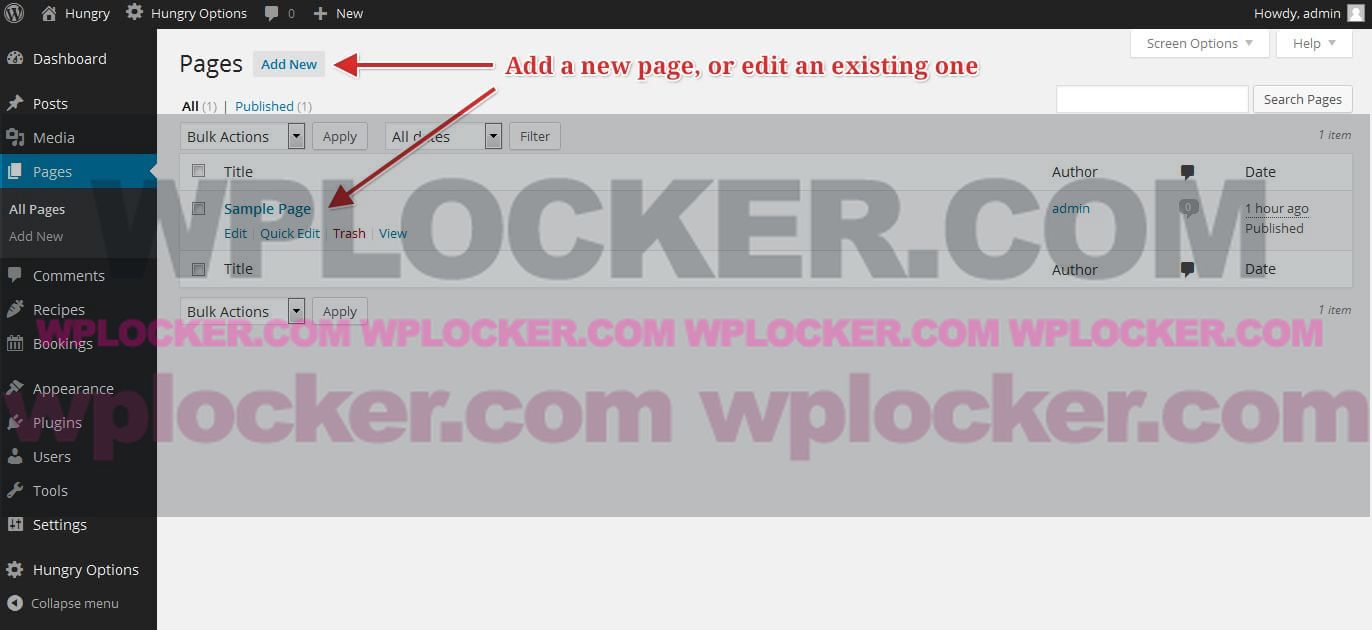 Hungry Hungry Options 0 New Howdy, admin
Screen Options Help
Dashboard
Posts
Media
Pages
All Pages
Add New
Comments
Recipes
Bookings
Appearance
Plugins
Users
Tools
Settings
Hungry Options
Collapse menu
Pages Add New Add a new page, or edit an existing one
All (1) | Published (1)
Search Pages
Bulk Actions Apply All dates Filter 1 item
Title Author Date
Sample Page admin 0 1 hour ago
Edit | Quick Edit | Trash | View Published
Title Author Date
Bulk Actions Apply 1 item
WPLOCKER.COM
WPLOCKER.COM WPLOCKER.COM WPLOCKER.COM WPLOCKER.COM
wplocker.com wplocker.com